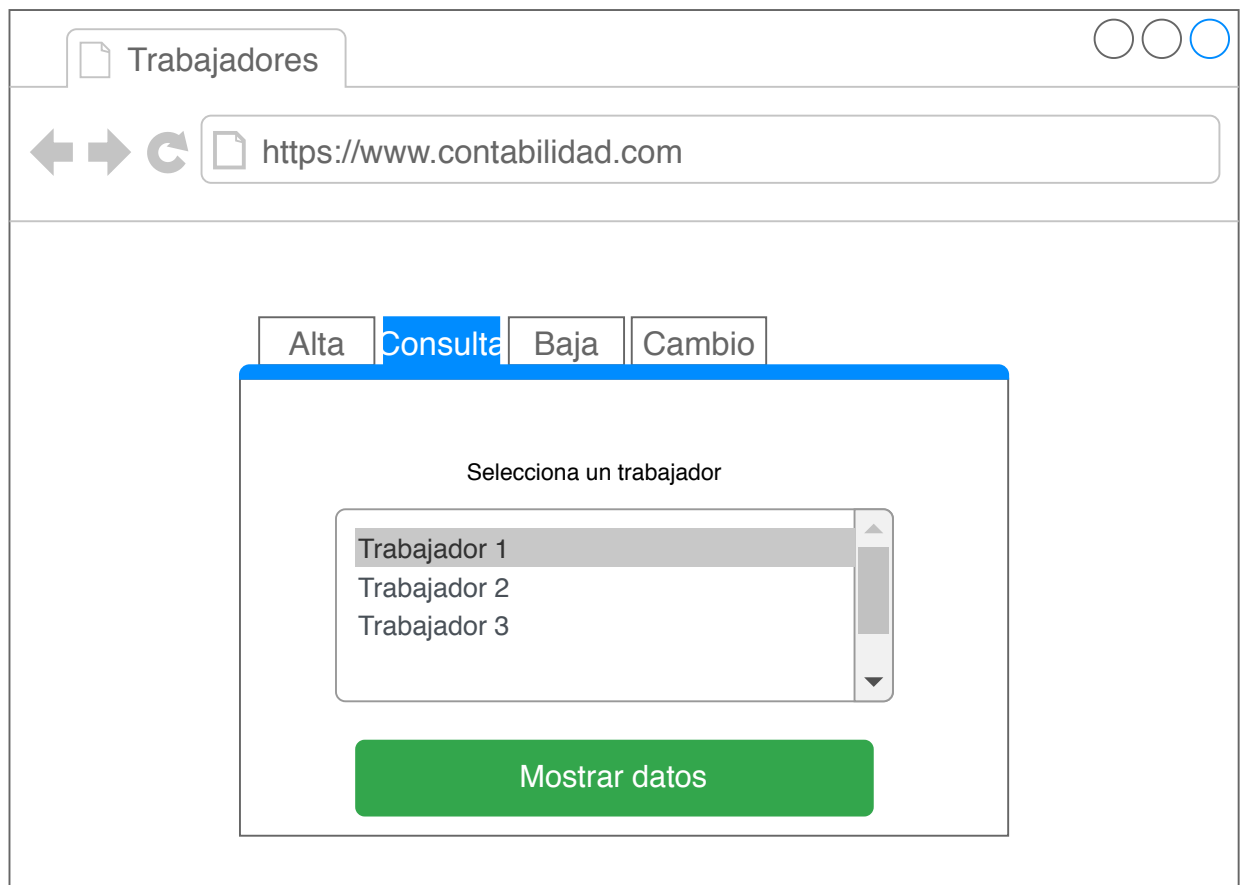 Trabajadores
https://www.contabilidad.com
Alta Consulta Baja Cambio
Selecciona un trabajador
Trabajador 1
Trabajador 2
Trabajador 3
Mostrar datos